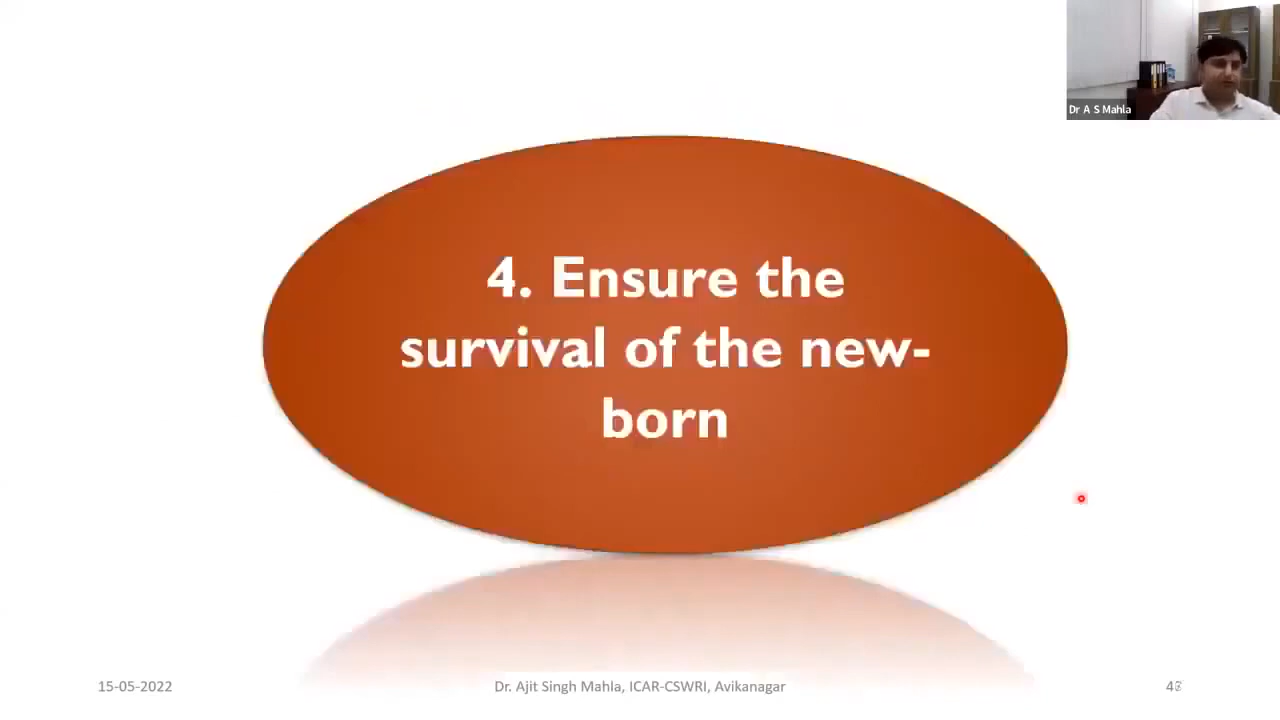 Dr A S Mahla
4. Ensure the
survival of the new-
born
15-05-2022
Dr. Ajit Singh Mahla, ICAR-CSWRI, Avikanagar